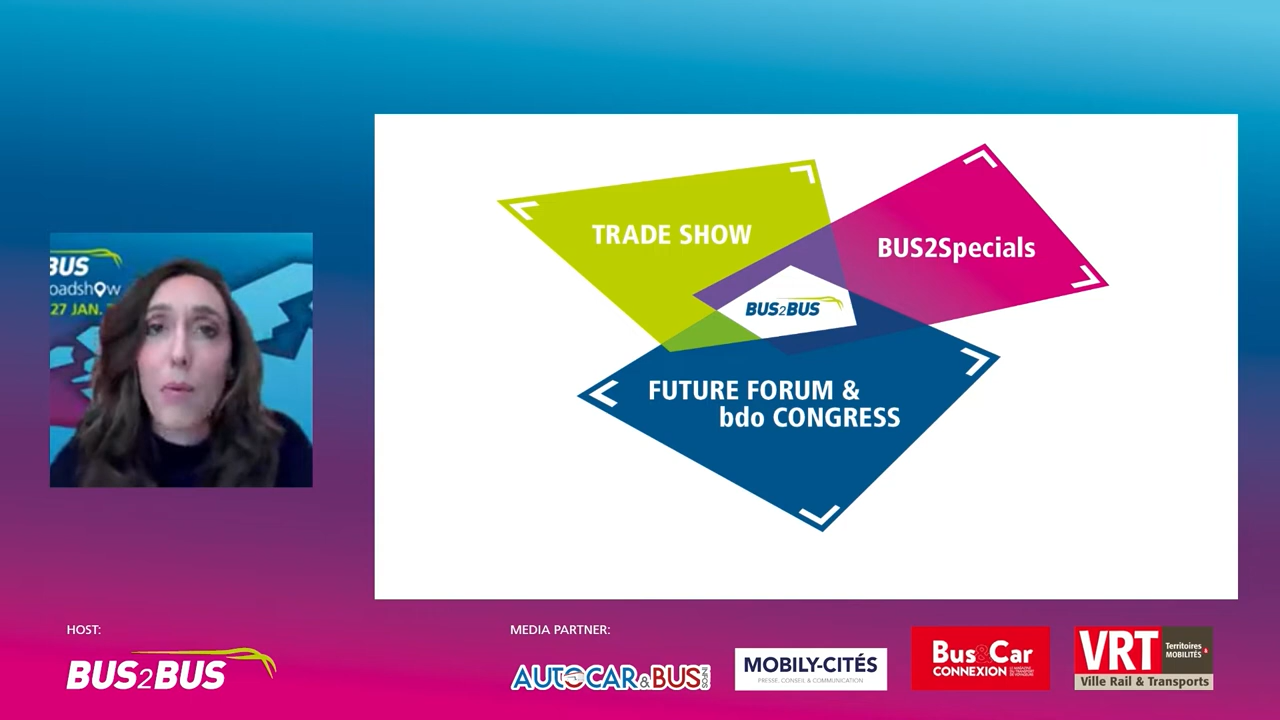 BUS
oadshow
27 JAN.
TRADE SHOW
BUS2Specials
BUS2BUS
FUTURE FORUM &
bdo CONGRESS
HOST:
BUS2BUS
MEDIA PARTNER:
AUTOCAR&BUS
MOBILY-CITÉS
PRESSE, CONSEIL & COMMUNICATION
Bus&Car
CONNEXION
VRT
Territoires &
MOBILITÉS
Ville Rail & Transports